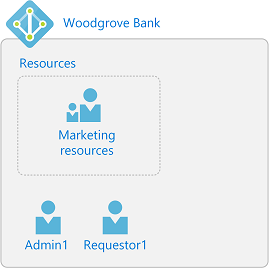 Woodgrove Bank
Resources
Marketing
resources
Admin1
Requestor1